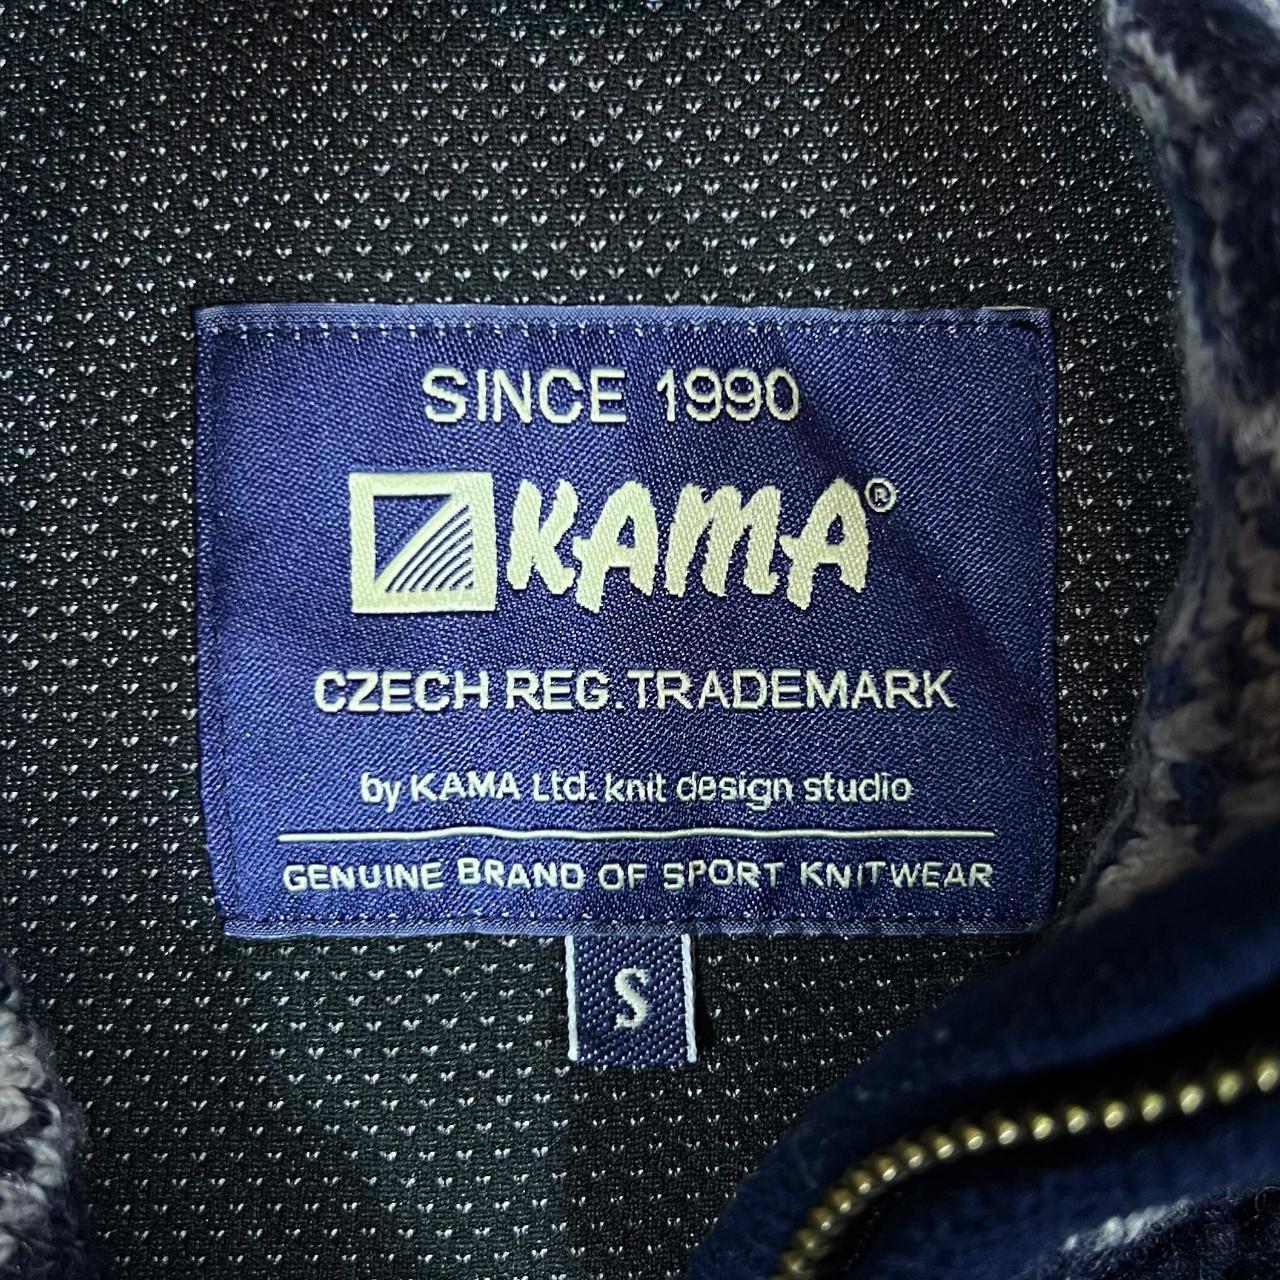 SINCE 1990
KAMA®
CZECH REG.TRADEMARK
by KAMA Ltd. knit design studio
GENUINE BRAND OF SPORT KNITWEAR
S